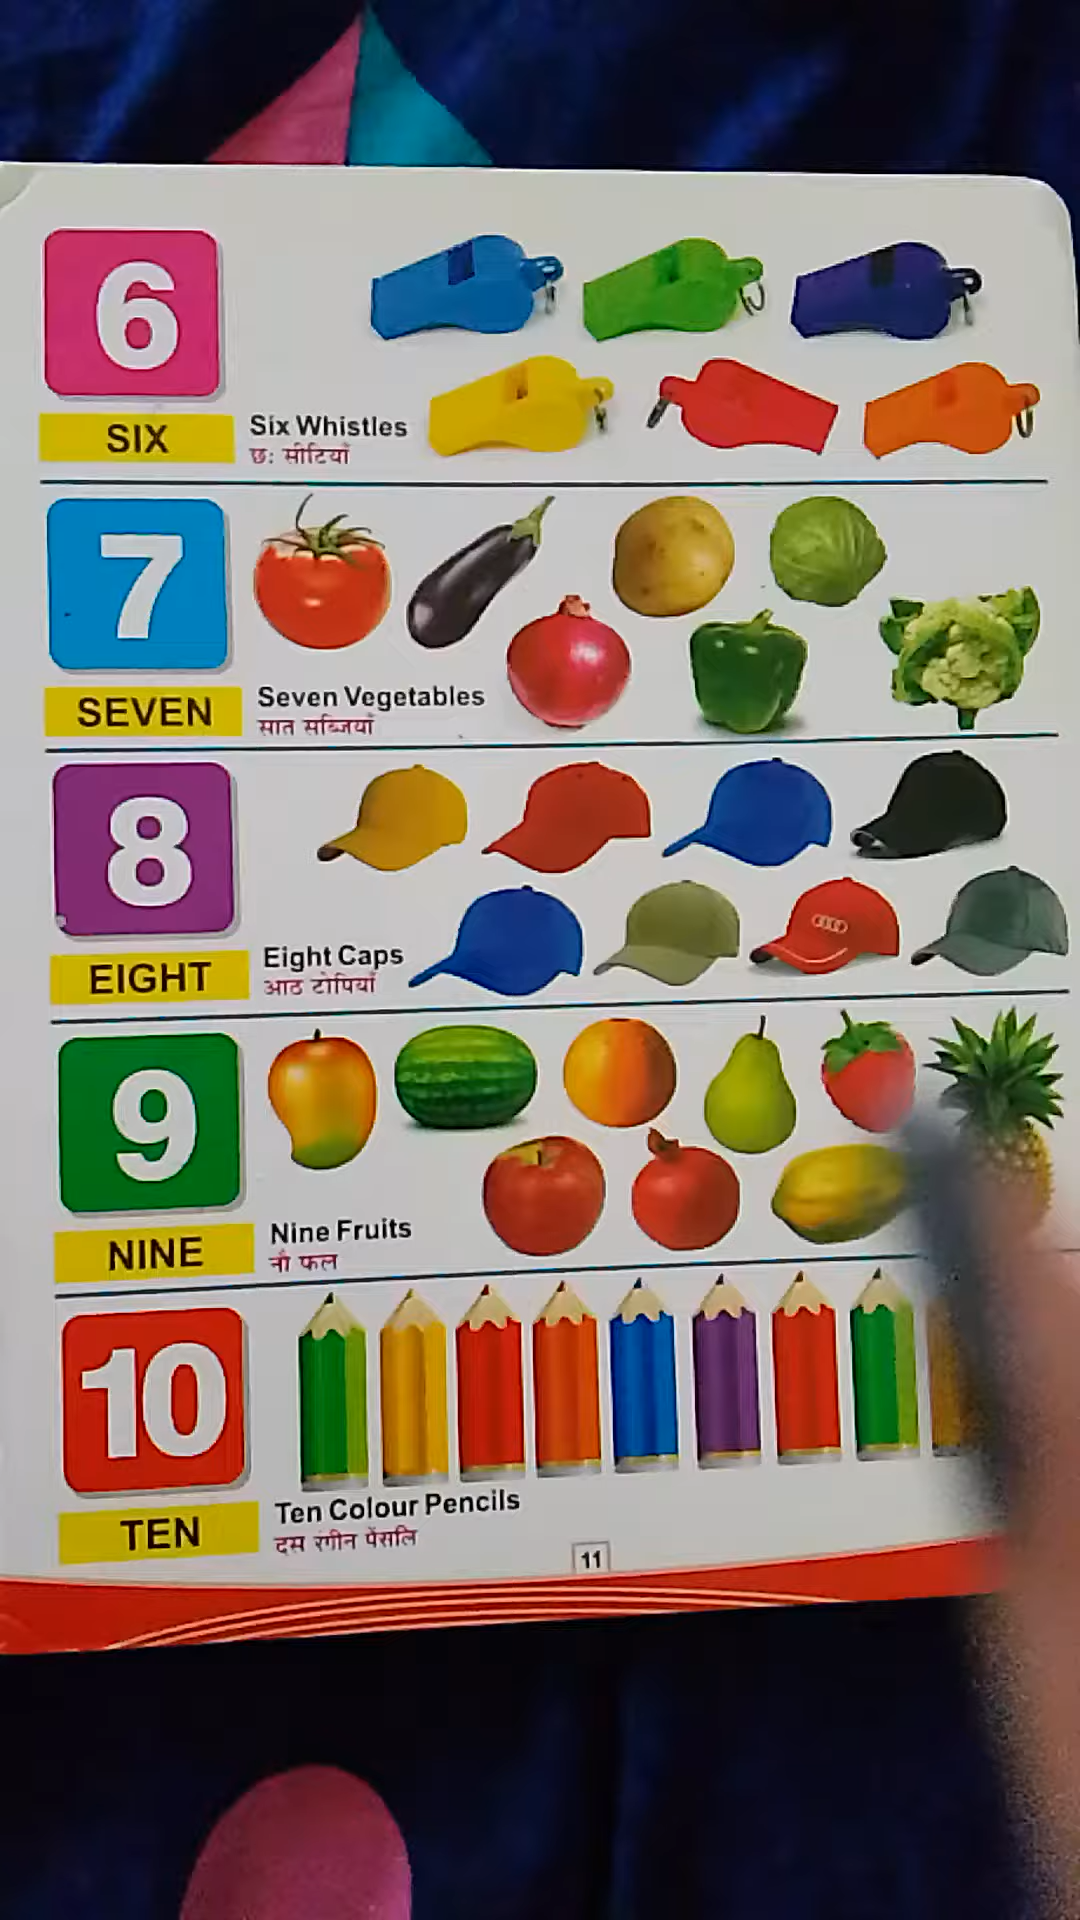 6
SIX
Six Whistles
छः सीटियाँ
7
SEVEN
Seven Vegetables
सात सब्जियाँ
8
EIGHT
Eight Caps
आठ टोपियाँ
9
NINE
Nine Fruits
नौ फल
10
TEN
Ten Colour Pencils
दस रंगीन पेंसलि
11